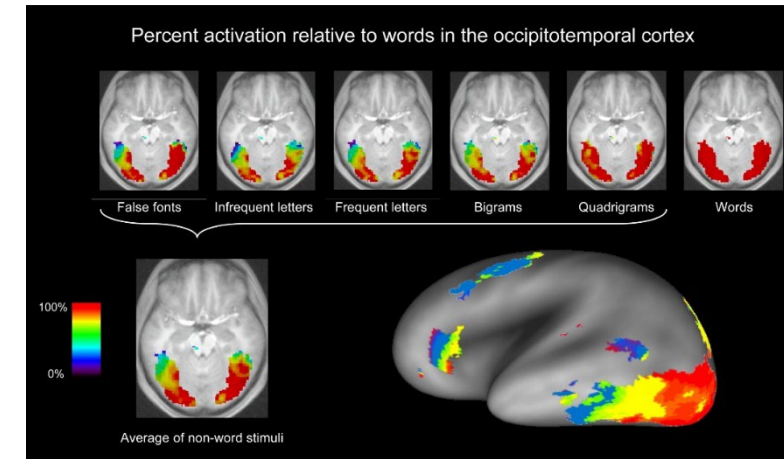 Percent activation relative to words in the occipitotemporal cortex
False fonts Infrequent letters Frequent letters Bigrams Quadrigrams Words
100%
0%
Average of non-word stimuli